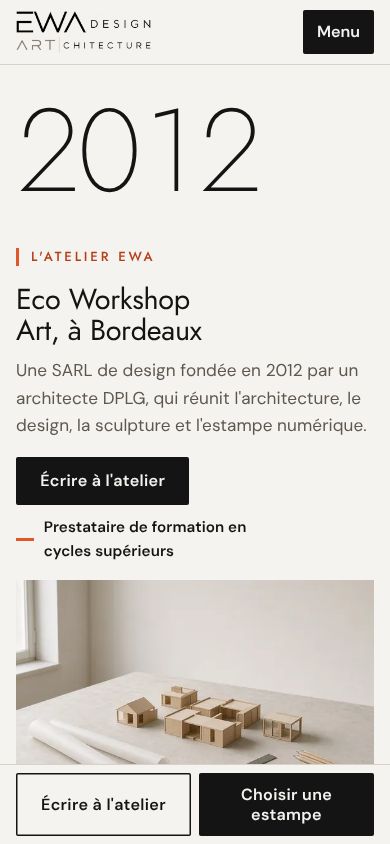 EWA DESIGN
ART CHITECTURE
Menu
2012
L'ATELIER EWA
Eco Workshop
Art, à Bordeaux
Une SARL de design fondée en 2012 par un
architecte DPLG, qui réunit l'architecture, le
design, la sculpture et l'estampe numérique.
Écrire à l'atelier
Prestataire de formation en
cycles supérieurs
Écrire à l'atelier
Choisir une
estampe